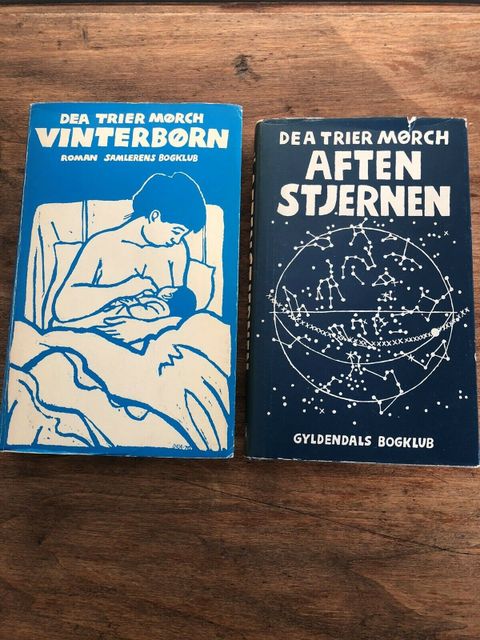 DEA TRIER MØRCH
VINTERBØRN
ROMAN SAMLERENS BOGKLUB
DEA TRIER MØRCH
AFTEN
STJERNEN
GYLDENDALS BOGKLUB